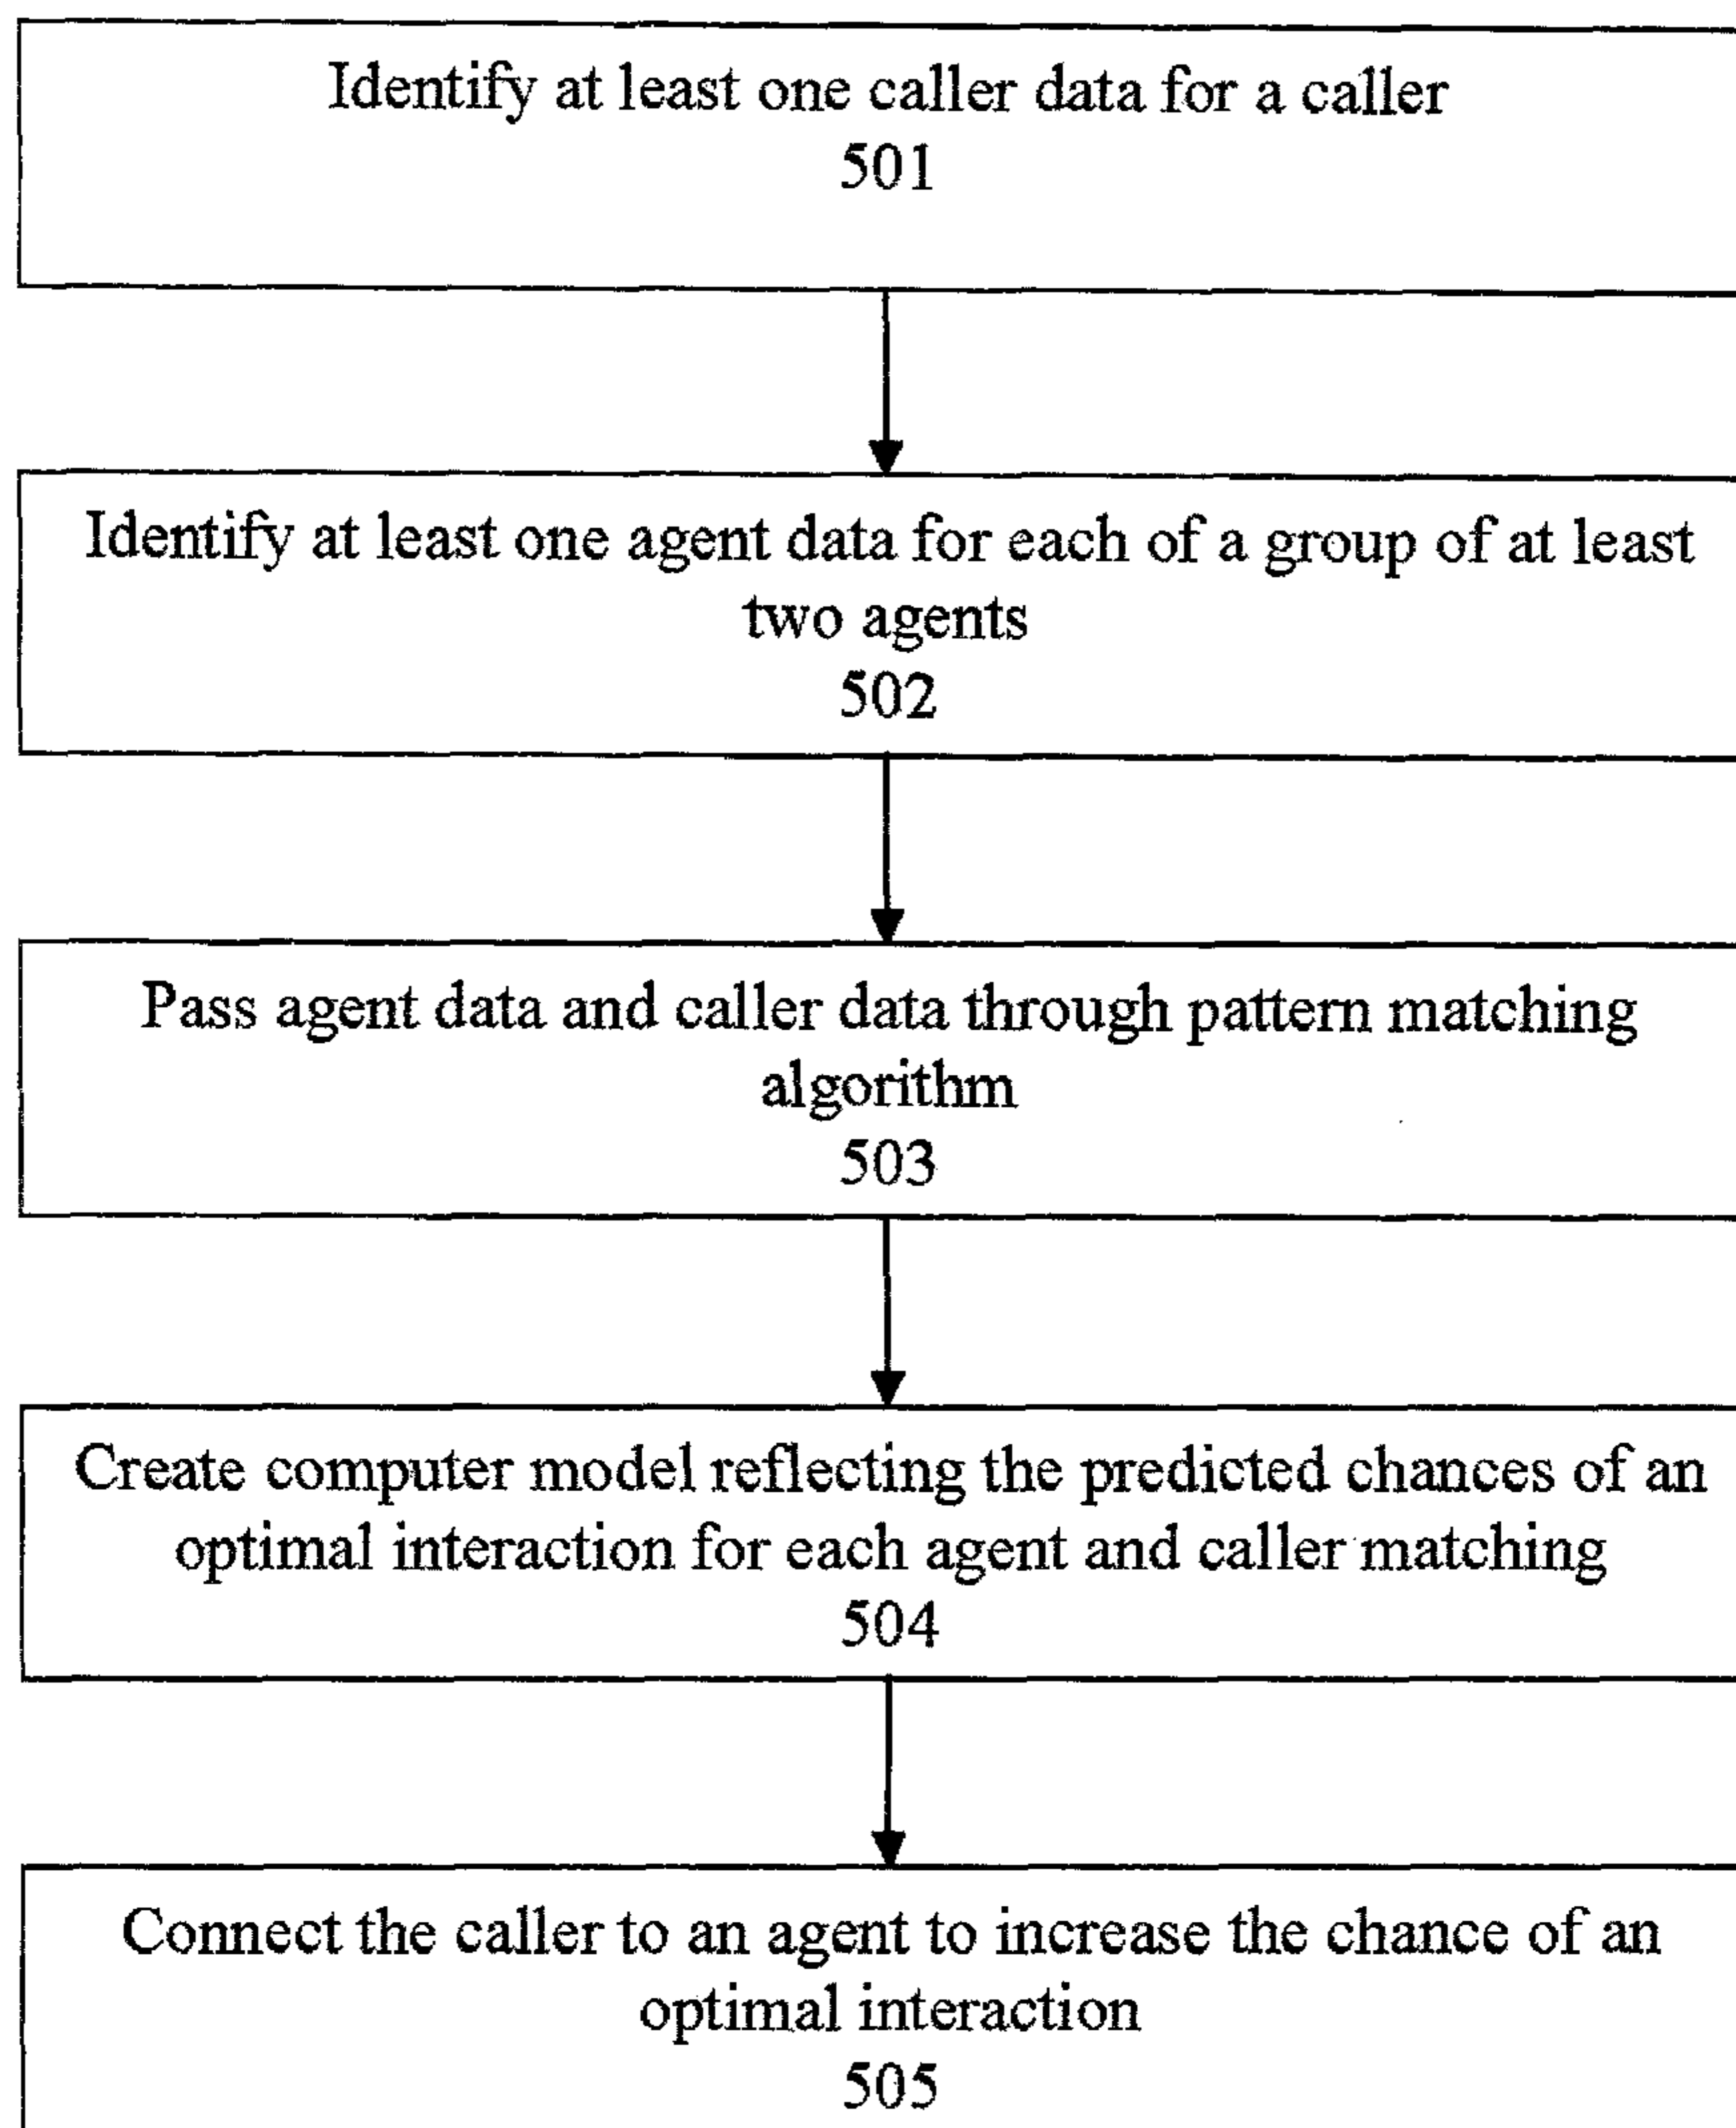 Identify at least one caller data for a caller
501
Identify at least one agent data for each of a group of at least
two agents
502
Pass agent data and caller data through pattern matching
algorithm
503
Create computer model reflecting the predicted chances of an
optimal interaction for each agent and caller matching
504
Connect the caller to an agent to increase the chance of an
optimal interaction
505